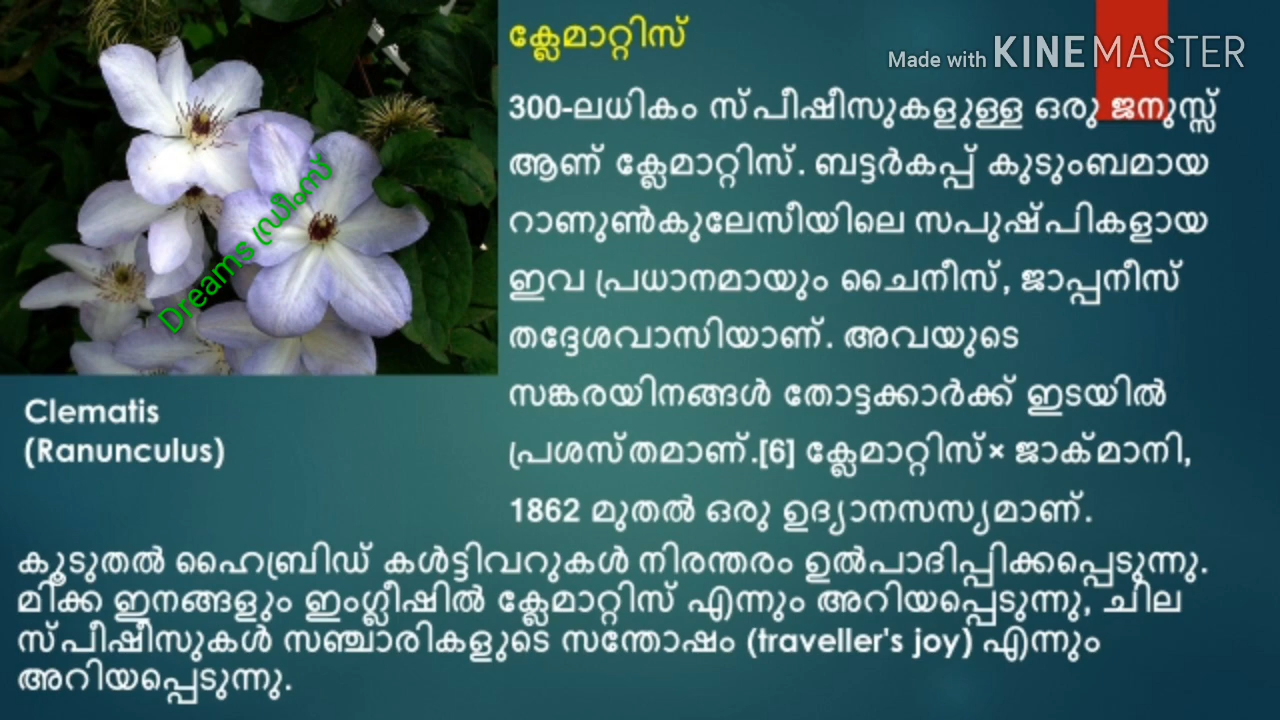 ക്ലേമാറ്റിസ്
Made with KINEMASTER
300-ലധികം സ്പീഷീസുകളുള്ള ഒരു ജനുസ്സ്
ആണ് ക്ലേമാറ്റിസ്. ബട്ടർകപ്പ് കുടുംബമായ
റാണുൺകുലേസീയിലെ സപുഷ്പികളായ
ഇവ പ്രധാനമായും ചൈനീസ്, ജാപ്പനീസ്
തദ്ദേശവാസിയാണ്. അവയുടെ
സങ്കരയിനങ്ങൾ തോട്ടക്കാർക്ക് ഇടയിൽ
പ്രശസ്തമാണ്.[6] ക്ലേമാറ്റിസ്× ജാക്മാനി,
1862 മുതൽ ഒരു ഉദ്യാനസസ്യമാണ്.
കൂടുതൽ ഹൈബ്രിഡ് കൾട്ടിവറുകൾ നിരന്തരം ഉൽപാദിപ്പിക്കപ്പെടുന്നു.
മിക്ക ഇനങ്ങളും ഇംഗ്ലീഷിൽ ക്ലേമാറ്റിസ് എന്നും അറിയപ്പെടുന്നു, ചില
സ്പീഷീസുകൾ സഞ്ചാരികളുടെ സന്തോഷം (traveller's joy) എന്നും
അറിയപ്പെടുന്നു.
Dreams ഡ്രീംസ്
Clematis
(Ranunculus)